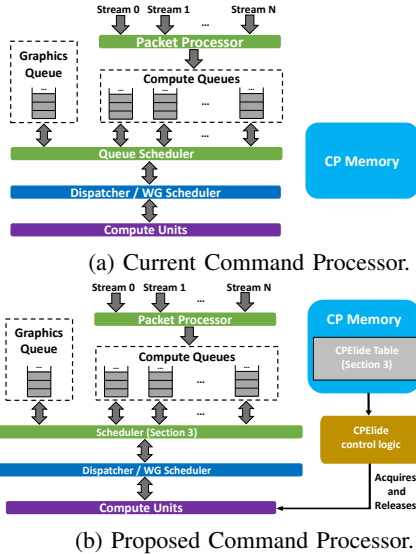 Stream 0 Stream 1 ... Stream N
Packet Processor
Graphics
Queue
Compute Queues
... ... ... ... ...
...
Queue Scheduler
CP Memory
Dispatcher / WG Scheduler
Compute Units
(a) Current Command Processor.
Stream 0 Stream 1 ... Stream N
Packet Processor
CP Memory
Graphics
Queue
Compute Queues
CPElide Table
(Section 3)
... ... ... ... ...
...
Scheduler (Section 3)
CPElide
control logic
Dispatcher / WG Scheduler
Acquires
and
Releases
Compute Units
(b) Proposed Command Processor.